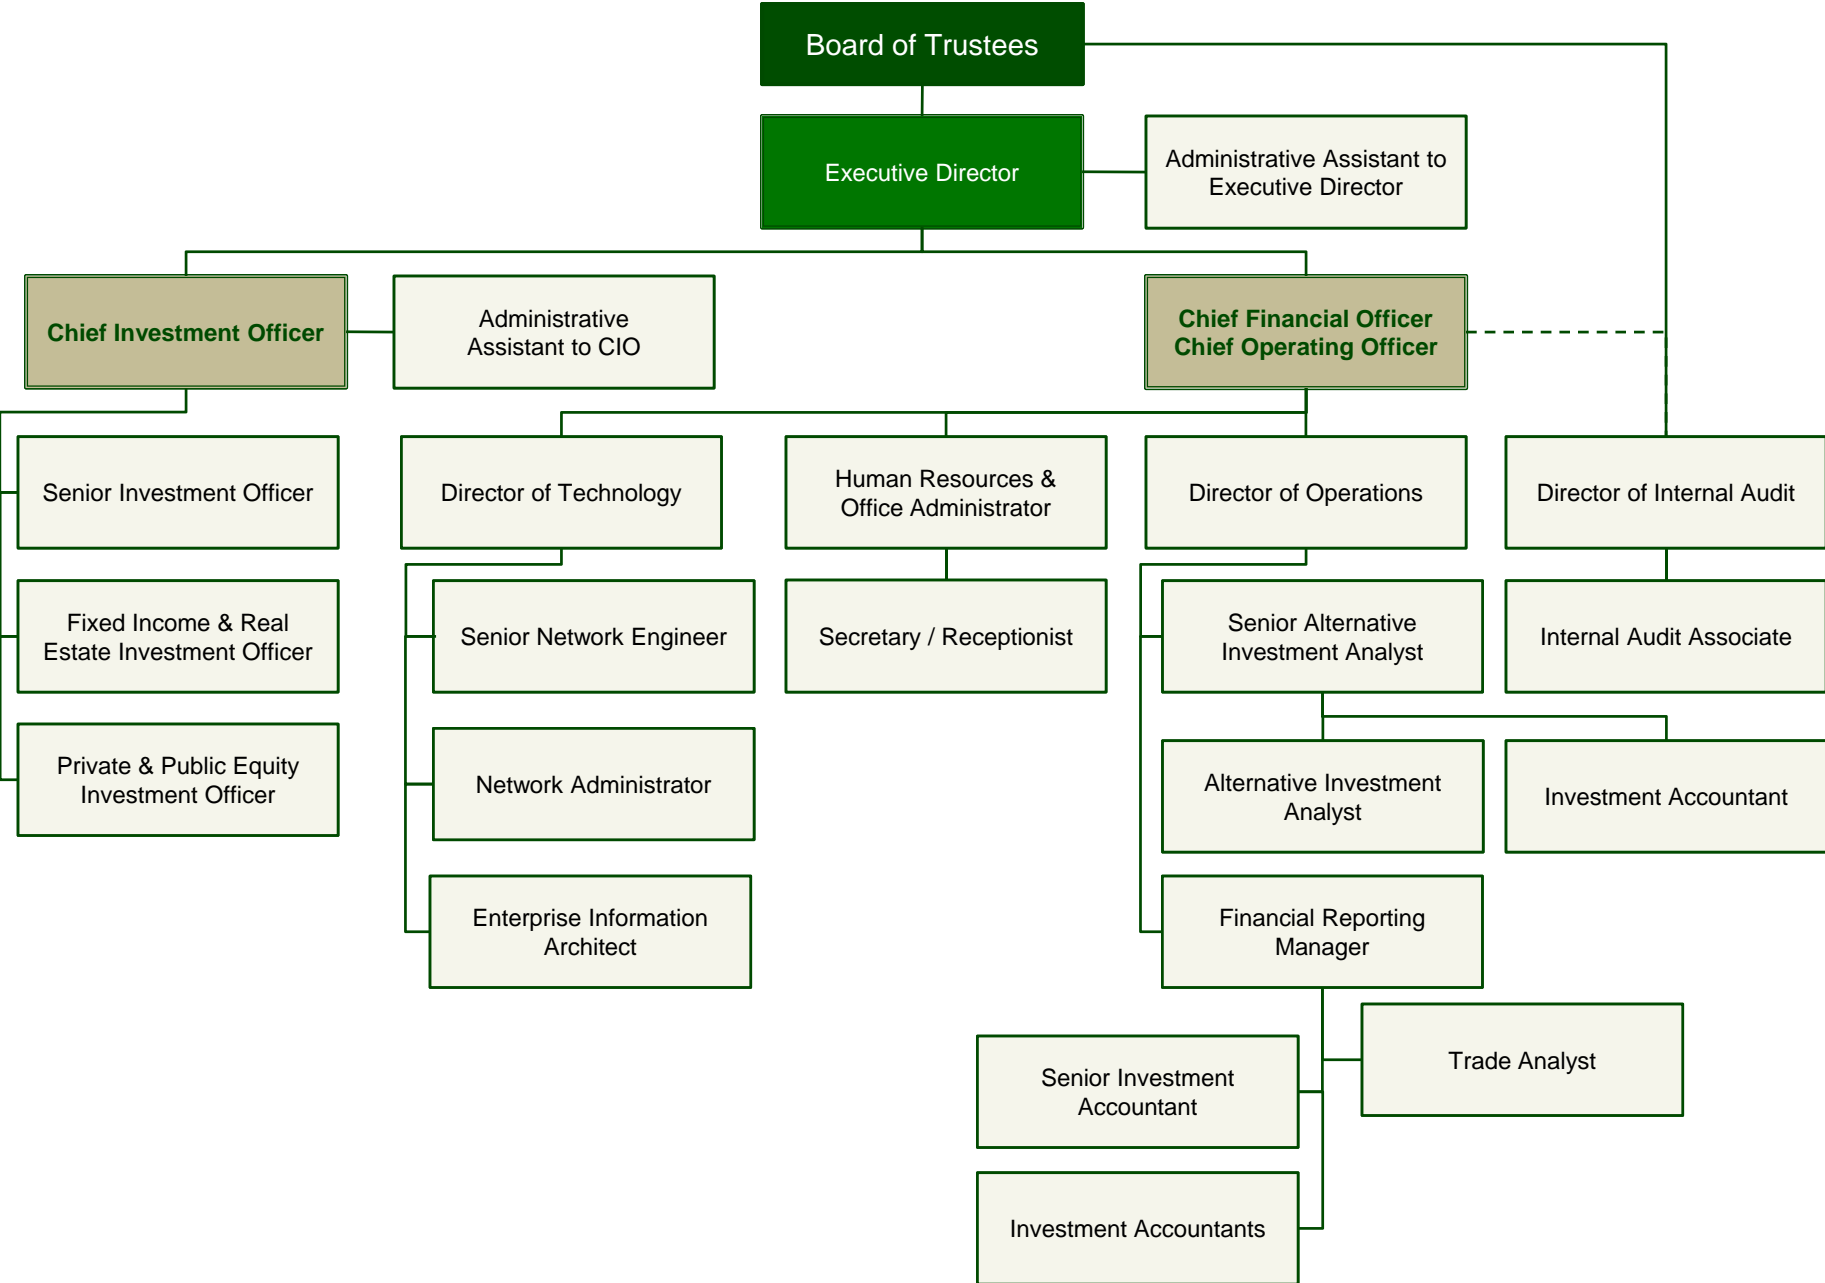 Board of Trustees
Executive Director
Administrative Assistant to
Executive Director
Chief Investment Officer
Administrative
Assistant to CIO
Chief Financial Officer
Chief Operating Officer
Senior Investment Officer
Director of Technology
Human Resources &
Office Administrator
Director of Operations
Director of Internal Audit
Fixed Income & Real
Estate Investment Officer
Senior Network Engineer
Secretary / Receptionist
Senior Alternative
Investment Analyst
Internal Audit Associate
Private & Public Equity
Investment Officer
Network Administrator
Alternative Investment
Analyst
Investment Accountant
Enterprise Information
Architect
Financial Reporting
Manager
Senior Investment
Accountant
Trade Analyst
Investment Accountants